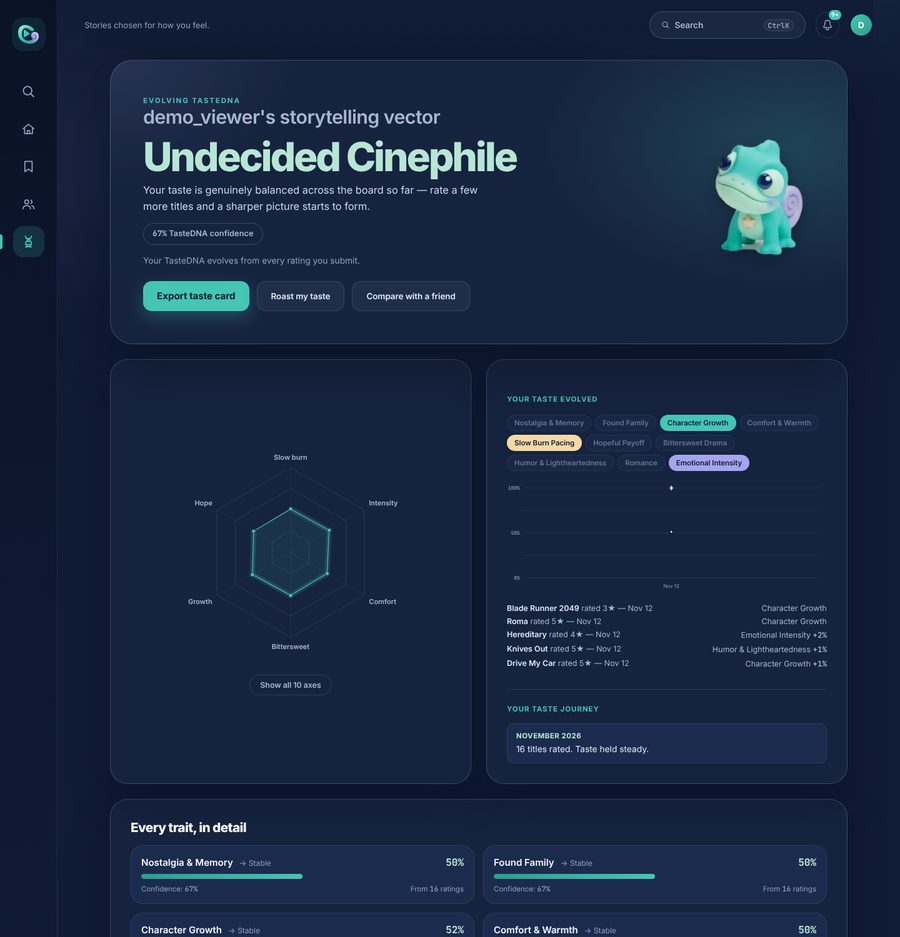 Stories chosen for how you feel.
Search
CtrlK
9+
D
EVOLVING TASTEDNA
demo_viewer's storytelling vector
Undecided Cinephile
Your taste is genuinely balanced across the board so far — rate a few
more titles and a sharper picture starts to form.
67% TasteDNA confidence
Your TasteDNA evolves from every rating you submit.
Export taste card
Roast my taste
Compare with a friend
Slow burn
Hope
Intensity
Growth
Comfort
Bittersweet
Show all 10 axes
YOUR TASTE EVOLVED
Nostalgia & Memory
Found Family
Character Growth
Comfort & Warmth
Slow Burn Pacing
Hopeful Payoff
Bittersweet Drama
Humor & Lightheartedness
Romance
Emotional Intensity
100%
50%
0%
Nov 12
Blade Runner 2049 rated 3★ — Nov 12 Character Growth
Roma rated 5★ — Nov 12 Character Growth
Hereditary rated 4★ — Nov 12 Emotional Intensity +2%
Knives Out rated 5★ — Nov 12 Humor & Lightheartedness +1%
Drive My Car rated 5★ — Nov 12 Character Growth +1%
YOUR TASTE JOURNEY
NOVEMBER 2026
16 titles rated. Taste held steady.
Every trait, in detail
Nostalgia & Memory → Stable 50%
Confidence: 67% From 16 ratings
Found Family → Stable 50%
Confidence: 67% From 16 ratings
Character Growth → Stable 52%
Comfort & Warmth → Stable 50%